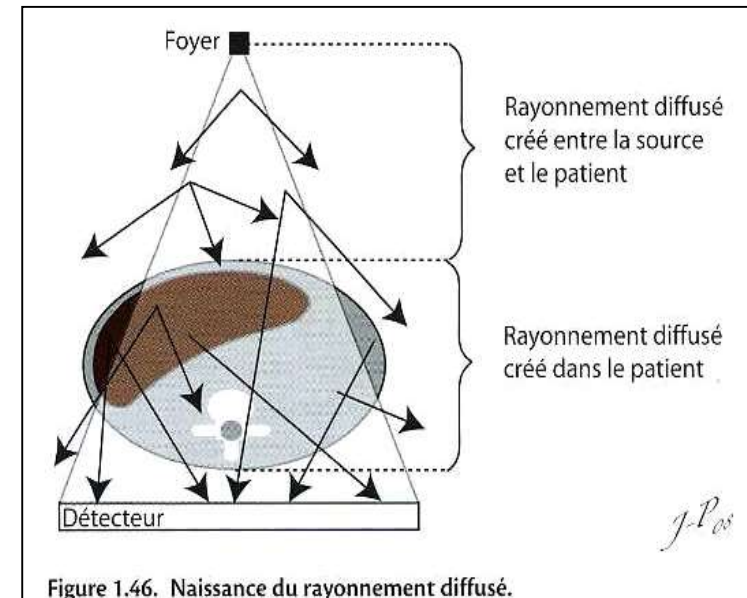 Foyer
Rayonnement diffusé
créé entre la source
et le patient
Rayonnement diffusé
créé dans le patient
Détecteur
J-P 05
Figure 1.46. Naissance du rayonnement diffusé.